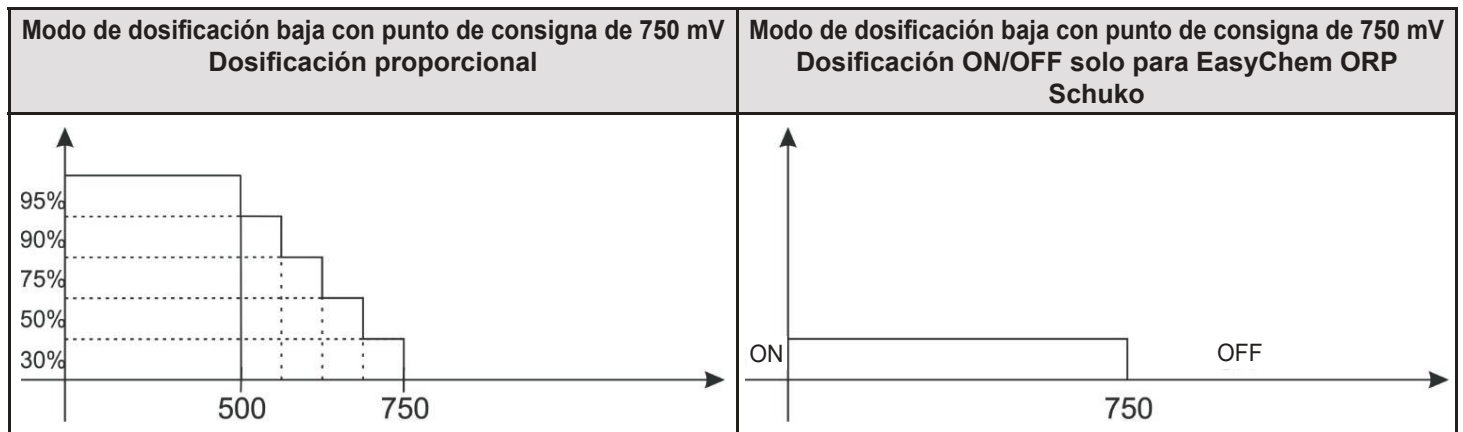 Modo de dosificación baja con punto de consigna de 750 mV
Dosificación proporcional
Modo de dosificación baja con punto de consigna de 750 mV
Dosificación ON/OFF solo para EasyChem ORP
Schuko
95%
90%
75%
50%
30%
500 750
ON
OFF
750